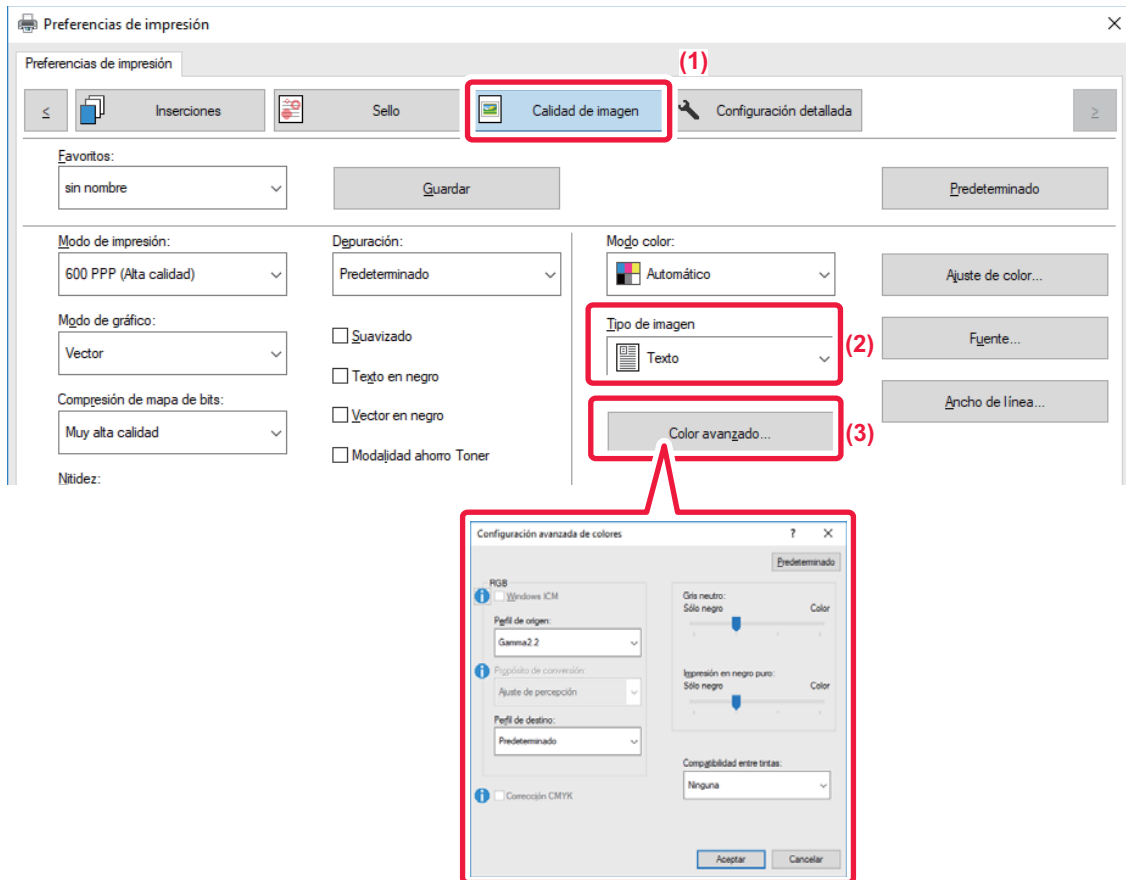 Preferencias de impresión
Preferencias de impresión
(1)
≤ Inserciones Sello Calidad de imagen Configuración detallada ≥
Favoritos:
sin nombre Guardar Predeterminado
Modo de impresión: Depuración: Modo color:
600 PPP (Alta calidad) Predeterminado Automático Ajuste de color...
Modo de gráfico: Tipo de imagen
Vector Suavizado Texto (2) Fuente...
Texto en negro
Compresión de mapa de bits: Ancho de línea...
Muy alta calidad Vector en negro Color avanzado... (3)
Modalidad ahorro Toner
Nitidez:
Configuración avanzada de colores ?
Predeterminado
RGB
Windows ICM
Perfil de origen:
Gamma2.2
Propósito de conversión:
Ajuste de percepción
Perfil de destino:
Predeterminado
Corrección CMYK
Gris neutro:
Sólo negro Color
Impresión en negro puro:
Sólo negro Color
Compatibilidad entre tintas:
Ninguna
Aceptar Cancelar